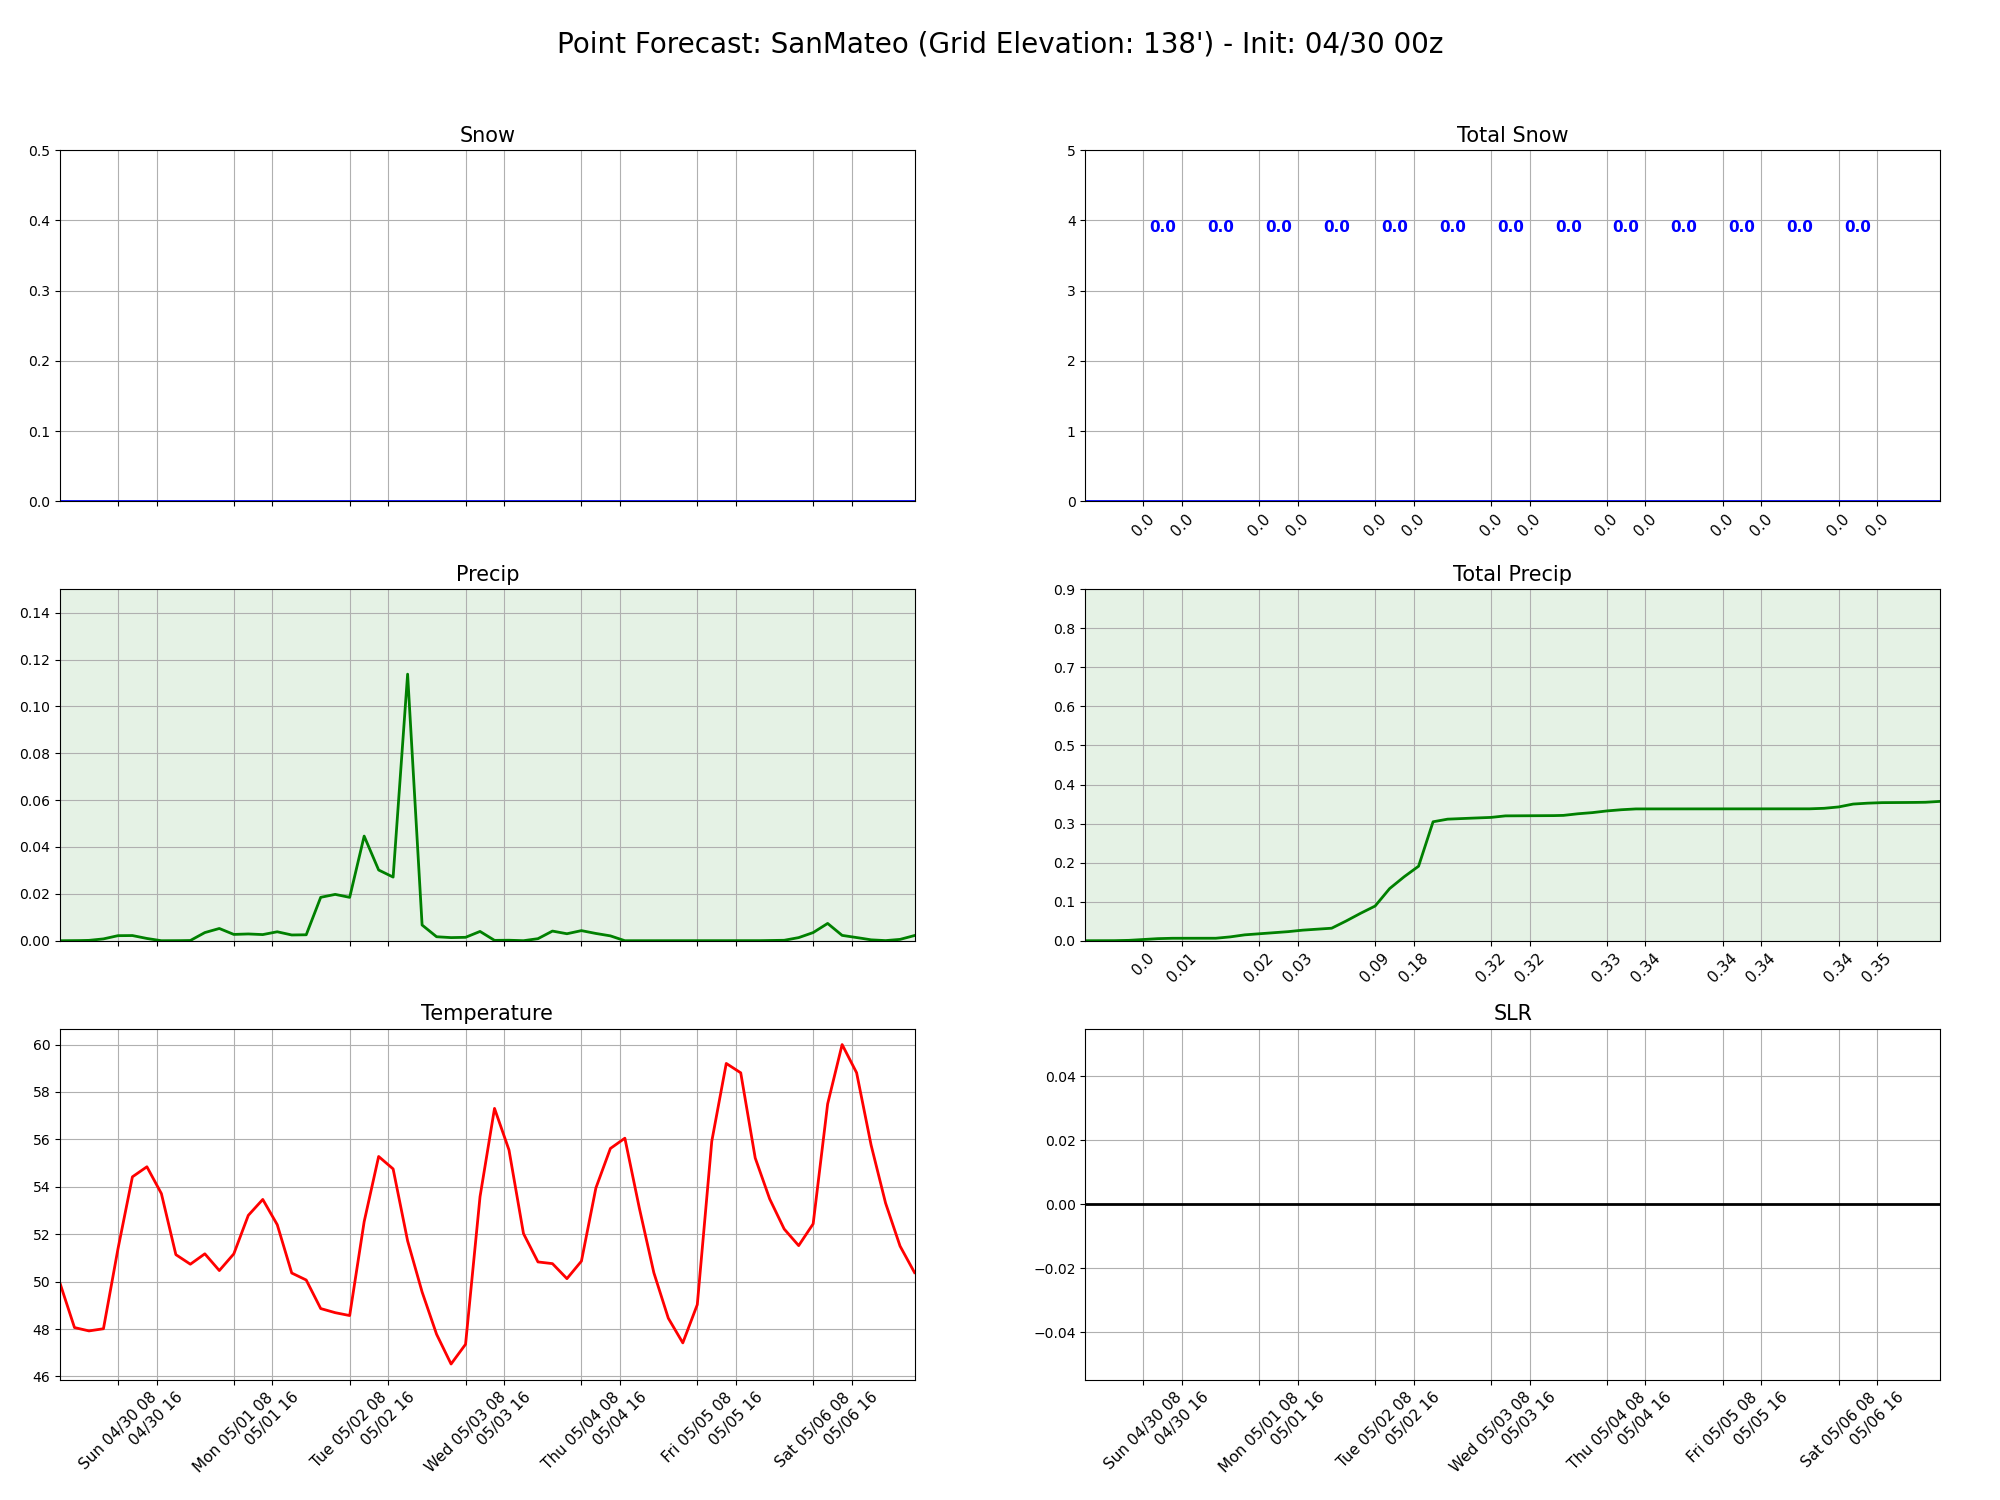 Point Forecast: SanMateo (Grid Elevation: 138') - Init: 04/30 00z
Snow
0.5
0.4
0.3
0.2
0.1
0.0
Total Snow
5
4
3
2
1
0
0.0 0.0 0.0 0.0 0.0 0.0 0.0 0.0 0.0 0.0 0.0 0.0 0.0
0.0 0.0 0.0 0.0 0.0 0.0 0.0 0.0 0.0 0.0 0.0 0.0 0.0 0.0
Precip
0.14
0.12
0.10
0.08
0.06
0.04
0.02
0.00
Total Precip
0.9
0.8
0.7
0.6
0.5
0.4
0.3
0.2
0.1
0.0
0.0 0.01 0.02 0.03 0.09 0.18 0.32 0.32 0.33 0.34 0.34 0.34 0.34 0.35
Temperature
60
58
56
54
52
50
48
46
Sun 04/30 08
04/30 16
Mon 05/01 08
05/01 16
Tue 05/02 08
05/02 16
Wed 05/03 08
05/03 16
Thu 05/04 08
05/04 16
Fri 05/05 08
05/05 16
Sat 05/06 08
05/06 16
SLR
0.04
0.02
0.00
−0.02
−0.04
Sun 04/30 08
04/30 16
Mon 05/01 08
05/01 16
Tue 05/02 08
05/02 16
Wed 05/03 08
05/03 16
Thu 05/04 08
05/04 16
Fri 05/05 08
05/05 16
Sat 05/06 08
05/06 16